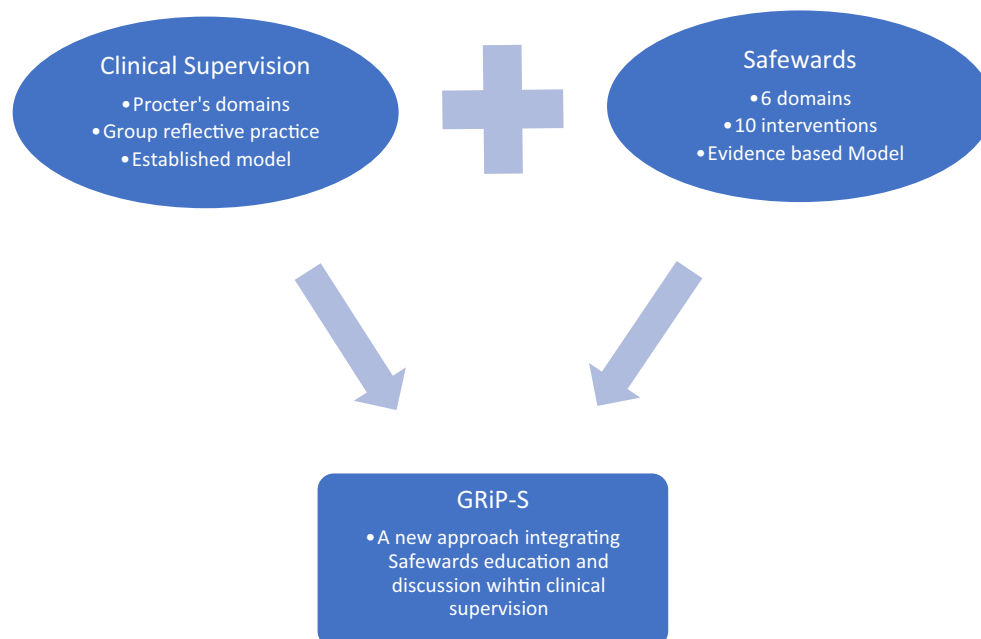 Clinical Supervision
•Procter's domains
•Group reflective practice
•Established model
Safewards
•6 domains
•10 interventions
•Evidence based Model
GRiP-S
•A new approach integrating
Safewards education and
discussion wihtin clinical
supervision